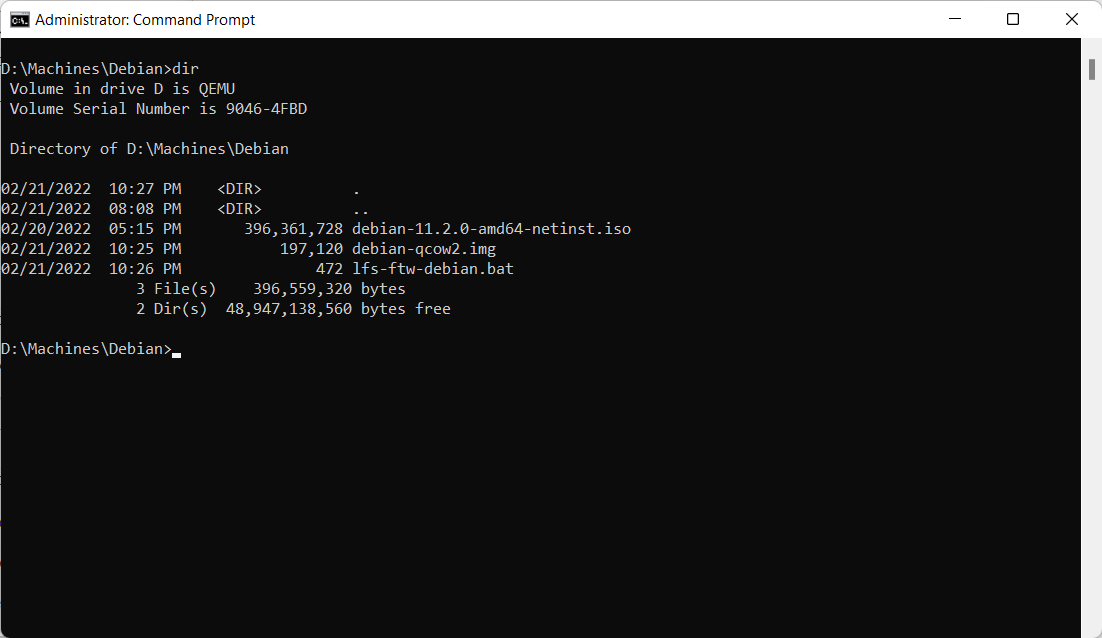 Administrator: Command Prompt
D:\Machines\Debian>dir
 Volume in drive D is QEMU
 Volume Serial Number is 9046-4FBD

 Directory of D:\Machines\Debian

02/21/2022  10:27 PM    <DIR>          .
02/21/2022  08:08 PM    <DIR>          ..
02/20/2022  05:15 PM       396,361,728 debian-11.2.0-amd64-netinst.iso
02/21/2022  10:25 PM           197,120 debian-qcow2.img
02/21/2022  10:26 PM               472 lfs-ftw-debian.bat
               3 File(s)    396,559,320 bytes
               2 Dir(s)  48,947,138,560 bytes free

D:\Machines\Debian>